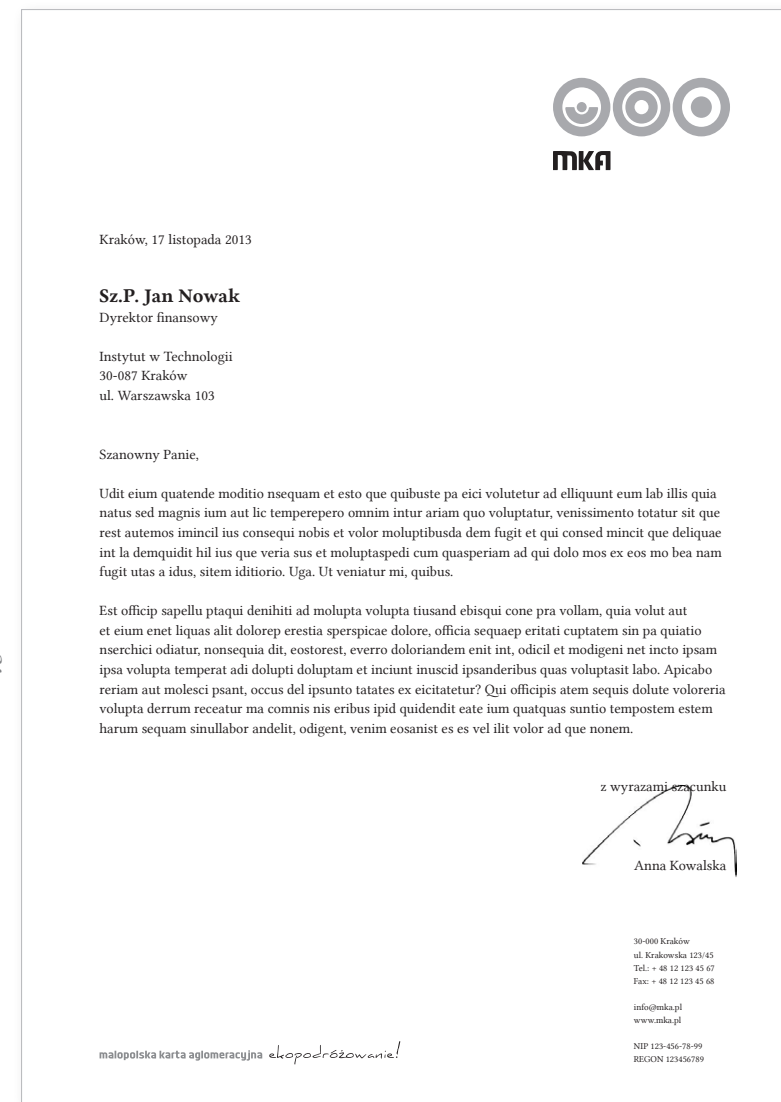 MKA
Kraków, 17 listopada 2013
Sz.P. Jan Nowak
Dyrektor finansowy
Instytut w Technologii
30-087 Kraków
ul. Warszawska 103
Szanowny Panie,
Udit eium quatende moditio nsequam et esto que quibuste pa eici volutetur ad elliquunt eum lab illis quia
natus sed magnis ium aut lic temperepero omnim intur ariam quo voluptatur, venissimento totatur sit que
rest autemos imincil ius consequi nobis et volor moluptibusda dem fugit et qui consed mincit que deliquae
int la demquidit hil ius que veria sus et moluptaspedi cum quasperiam ad qui dolo mos ex eos mo bea nam
fugit utas a idus, sitem iditiorio. Uga. Ut veniatur mi, quibus.
Est officip sapellu ptaqui denihiti ad molupta volupta tiusand ebisqui cone pra vollam, quia volut aut
et eium enet liquas alit dolorep erestia sperspicae dolore, officia sequaep eritati cuptatem sin pa quiatio
nserchici odiatur, nonsequia dit, eostorest, everro doloriandem enit int, odicil et modigeni net incto ipsam
ipsa volupta temperat adi dolupti doluptam et inciunt inuscid ipsanderibus quas voluptasit labo. Apicabo
reriam aut molesci psant, occus del ipsunto tatates ex eicitatetur? Qui officipis atem sequis dolute voloreria
volupta derrum receatur ma comnis nis eribus ipid quidendit eate ium quatquas suntio tempostem estem
harum sequam sinullabor andelit, odigent, venim eosanist es es vel ilit volor ad que nonem.
z wyrazami szacunku
Anna Kowalska
30-000 Kraków
ul. Krakowska 123/45
Tel.: + 48 12 123 45 67
Fax: + 48 12 123 45 68
info@mka.pl
www.mka.pl
NIP 123-456-78-99
REGON 123456789
małopolska karta aglomeracyjna ekopodróżowanie!